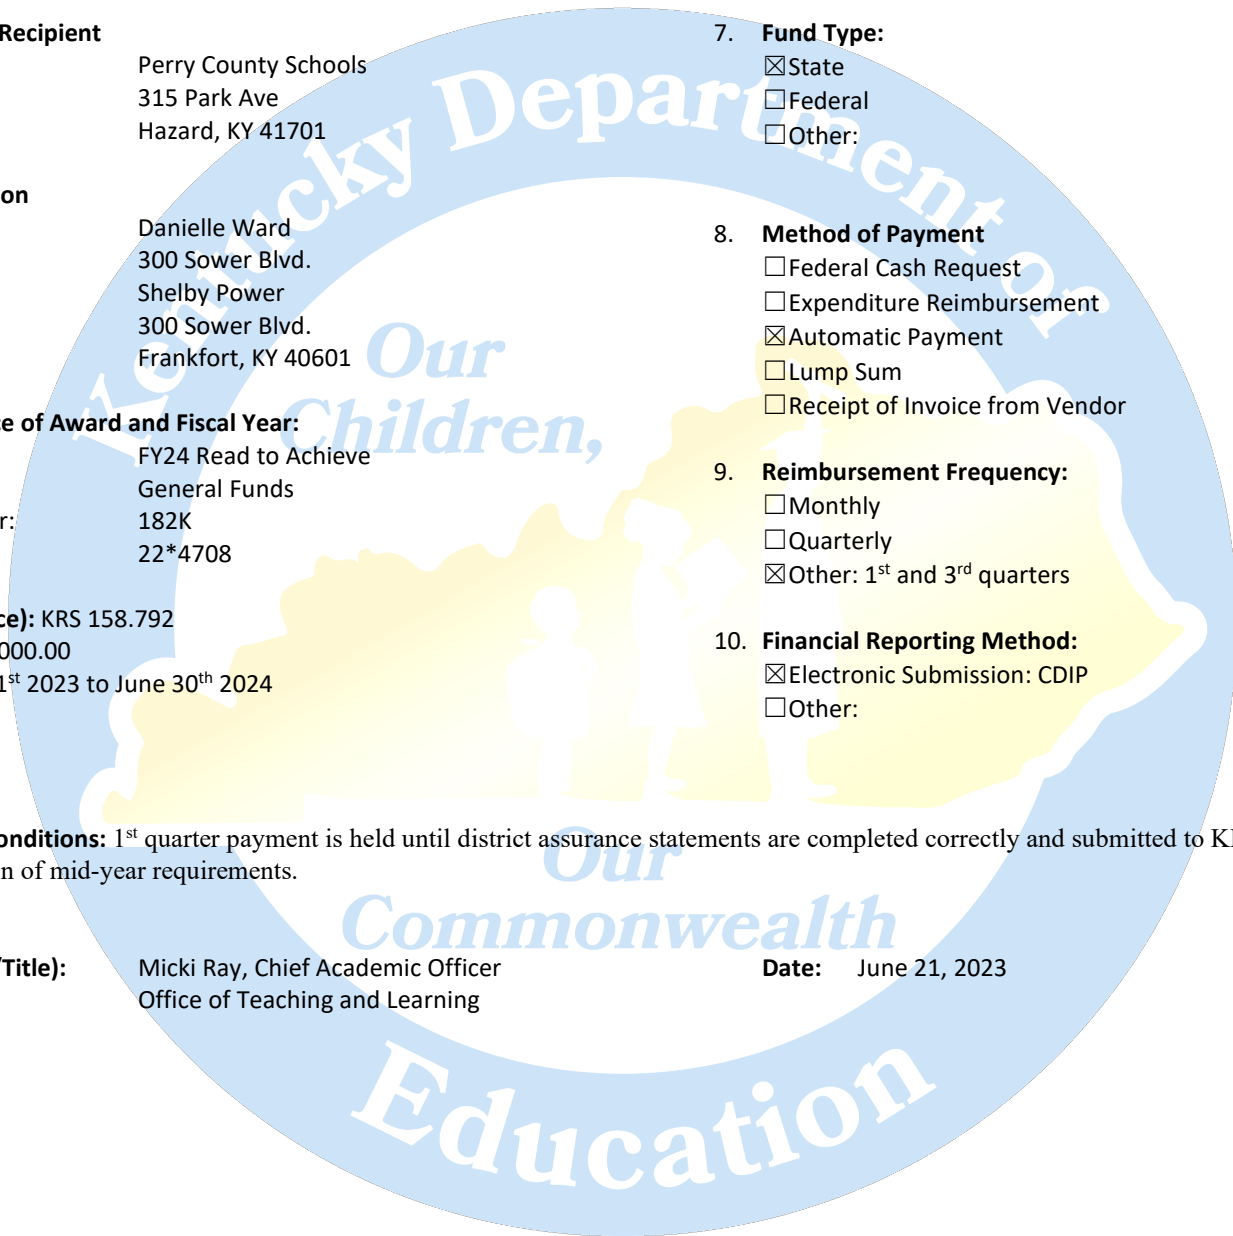 Recipient
Perry County Schools
315 Park Ave
Hazard, KY 41701
on
Danielle Ward
300 Sower Blvd.
Shelby Power
300 Sower Blvd.
Frankfort, KY 40601
e of Award and Fiscal Year:
FY24 Read to Achieve
General Funds
r: 182K
22*4708
ce): KRS 158.792
000.00
1st 2023 to June 30th 2024
7. Fund Type:
☒State
☐Federal
☐Other:
8. Method of Payment
☐Federal Cash Request
☐Expenditure Reimbursement
☒Automatic Payment
☐Lump Sum
☐Receipt of Invoice from Vendor
9. Reimbursement Frequency:
☐Monthly
☐Quarterly
☒Other: 1st and 3rd quarters
10. Financial Reporting Method:
☒Electronic Submission: CDIP
☐Other:
onditions: 1st quarter payment is held until district assurance statements are completed correctly and submitted to K
n of mid-year requirements.
/Title): Micki Ray, Chief Academic Officer
Office of Teaching and Learning
Date: June 21, 2023
Kentucky Department of
Education
Our
Children,
Our
Commonwealth